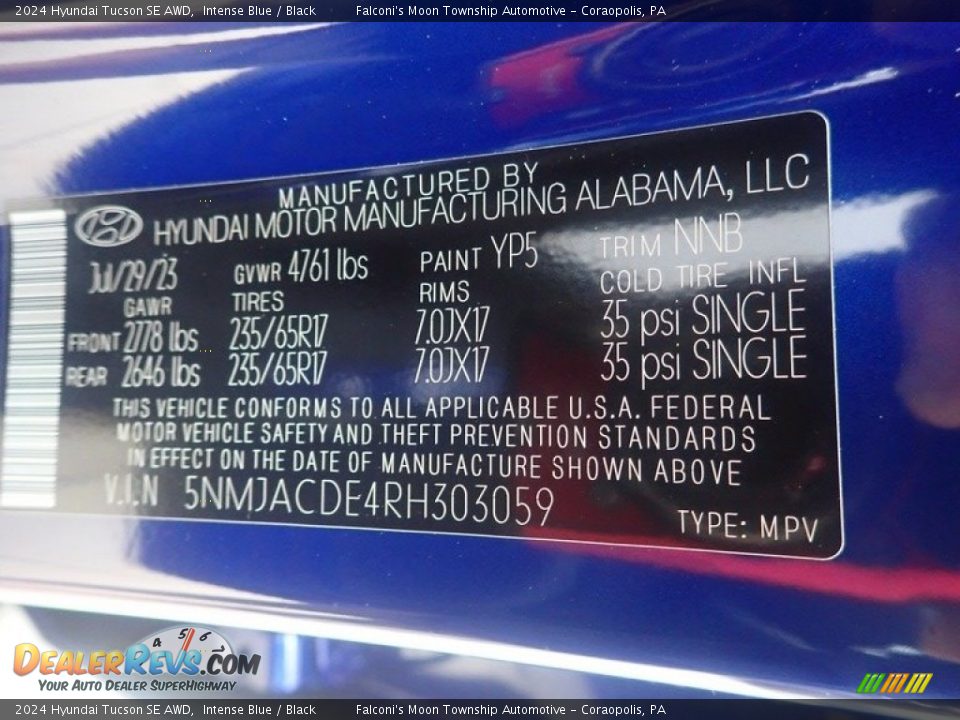 2024 Hyundai Tucson SE AWD, Intense Blue / Black Falconi's Moon Township Automotive - Coraopolis, PA
MANUFACTURED BY
HYUNDAI MOTOR MANUFACTURING ALABAMA, LLC
Jul/29/23 GVWR 4761 lbs PAINT YP5 TRIM NNB
GAWR TIRES RIMS COLD TIRE INFL
FRONT 2778 lbs 235/65R17 7.0JX17 35 psi SINGLE
REAR 2646 lbs 235/65R17 7.0JX17 35 psi SINGLE
THIS VEHICLE CONFORMS TO ALL APPLICABLE U.S.A. FEDERAL
MOTOR VEHICLE SAFETY AND THEFT PREVENTION STANDARDS
IN EFFECT ON THE DATE OF MANUFACTURE SHOWN ABOVE
V.I.N 5NMJACDE4RH303059
TYPE: MPV
4 5 6 7
DEALERREVS.COM
YOUR AUTO DEALER SUPERHIGHWAY
2024 Hyundai Tucson SE AWD, Intense Blue / Black Falconi's Moon Township Automotive - Coraopolis, PA